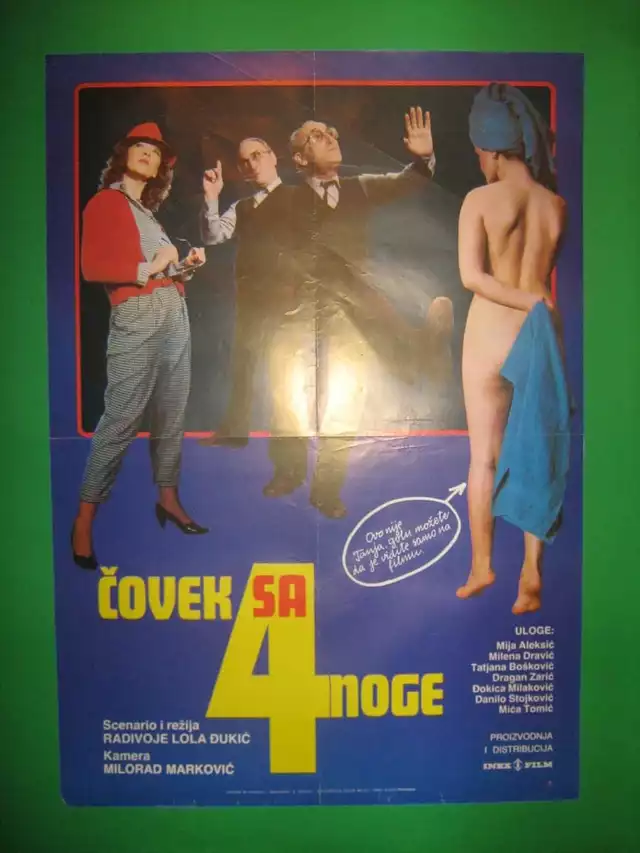 Ovo nije
Tanja, golu možete
da je vidite samo na
filmu.
ČOVEK SA
4 NOGE
Scenario i režija
RADIVOJE LOLA ĐUKIĆ
Kamera
MILORAD MARKOVIĆ
ULOGE:
Mija Aleksić
Milena Dravić
Tatjana Bošković
Dragan Zarić
Đokica Milaković
Danilo Stojković
Mića Tomić
PROIZVODNJA
I DISTRIBUCIJA
INEX FILM